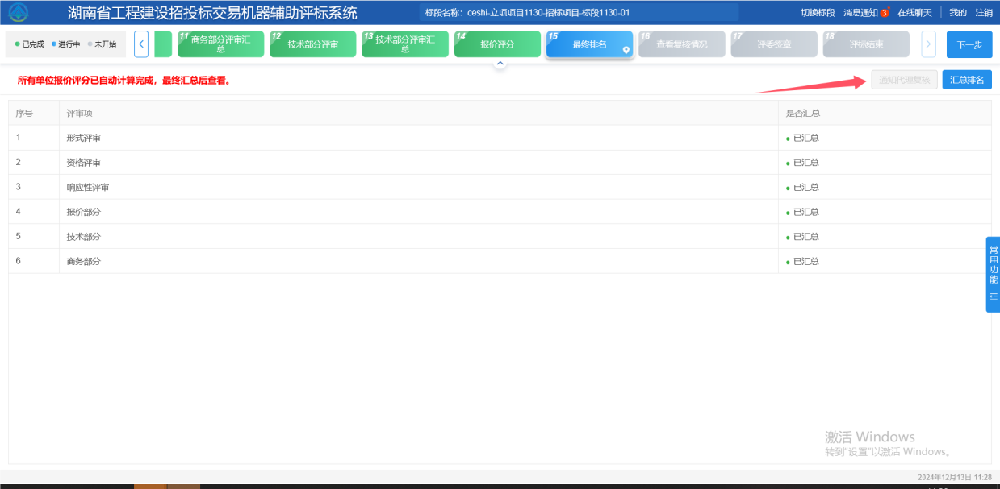 湖南省工程建设招投标交易机器辅助评标系统
标段名称：ceshi-立项项目1130-招标项目-标段1130-01
切换标段 消息通知 3 在线聊天 我的 注销
已完成 进行中 未开始
11 商务部分评审汇总
12 技术部分评审
13 技术部分评审汇总
14 报价评分
15 最终排名
16 查看复核情况
17 评委签章
18 评标结束
下一步
所有单位报价评分已自动计算完成，最终汇总后查看。
通知代理复核 汇总排名
序号 评审项 是否汇总
1 形式评审 已汇总
2 资格评审 已汇总
3 响应性评审 已汇总
4 报价部分 已汇总
5 技术部分 已汇总
6 商务部分 已汇总
常用功能
激活 Windows
转到"设置"以激活 Windows。
2024年12月13日 11:28